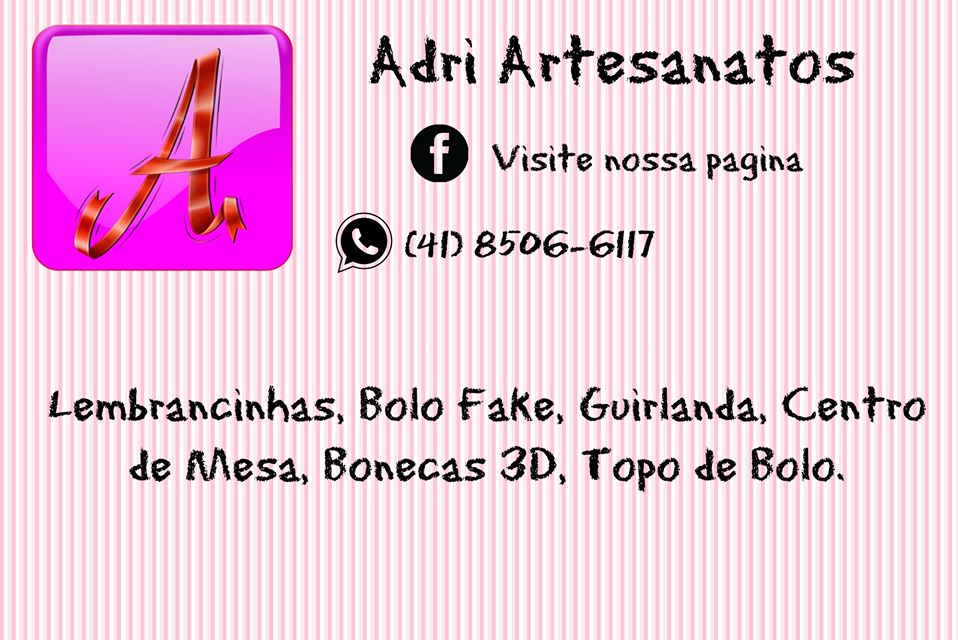 A
Adri Artesanatos
f Visite nossa pagina
(41) 8506-6117
Lembrancinhas, Bolo Fake, Guirlanda, Centro
de Mesa, Bonecas 3D, Topo de Bolo.